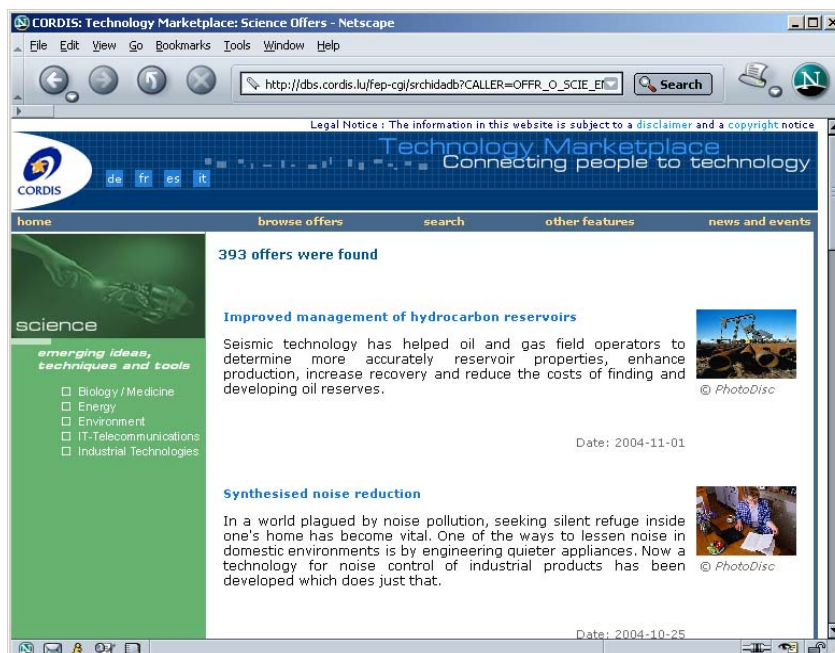 CORDIS: Technology Marketplace: Science Offers - Netscape
File Edit View Go Bookmarks Tools Window Help
http://dbs.cordis.lu/fep-cgi/srchidadb?CALLER=OFFR_O_SCIE_E
Search
N
Legal Notice : The information in this website is subject to a disclaimer and a copyright notice
Technology Marketplace
Connecting people to technology
CORDIS
de fr es it
home browse offers search other features news and events
science
emerging ideas,
techniques and tools
Biology / Medicine
Energy
Environment
IT-Telecommunications
Industrial Technologies
393 offers were found
Improved management of hydrocarbon reservoirs
Seismic technology has helped oil and gas field operators to
determine more accurately reservoir properties, enhance
production, increase recovery and reduce the costs of finding and
developing oil reserves.
© PhotoDisc
Date: 2004-11-01
Synthesised noise reduction
In a world plagued by noise pollution, seeking silent refuge inside
one's home has become vital. One of the ways to lessen noise in
domestic environments is by engineering quieter appliances. Now a
technology for noise control of industrial products has been
developed which does just that.
© PhotoDisc
Date: 2004-10-25